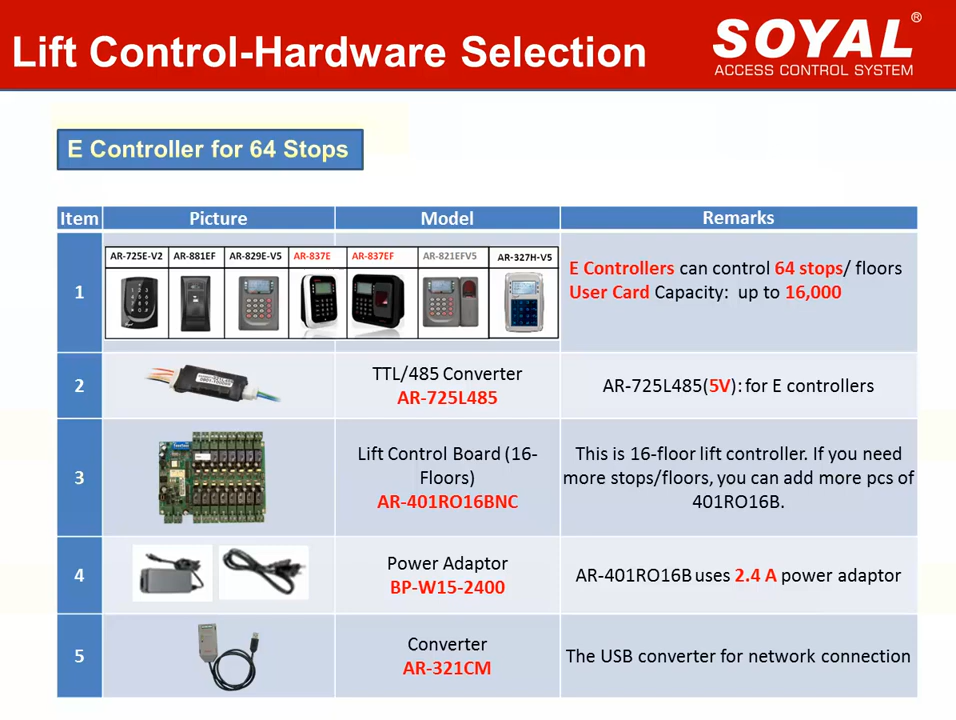 Lift Control-Hardware Selection
SOYAL®
ACCESS CONTROL SYSTEM
E Controller for 64 Stops
Item Picture Model Remarks
AR-725E-V2 AR-881EF AR-829E-V5 AR-837E AR-837EF AR-821EFV5 AR-327H-V5
1
E Controllers can control 64 stops/ floors
User Card Capacity: up to 16,000
2
TTL/485 Converter
AR-725L485
AR-725L485(5V): for E controllers
3
Lift Control Board (16-
Floors)
AR-401RO16BNC
This is 16-floor lift controller. If you need
more stops/floors, you can add more pcs of
401RO16B.
4
Power Adaptor
BP-W15-2400
AR-401RO16B uses 2.4 A power adaptor
5
Converter
AR-321CM
The USB converter for network connection